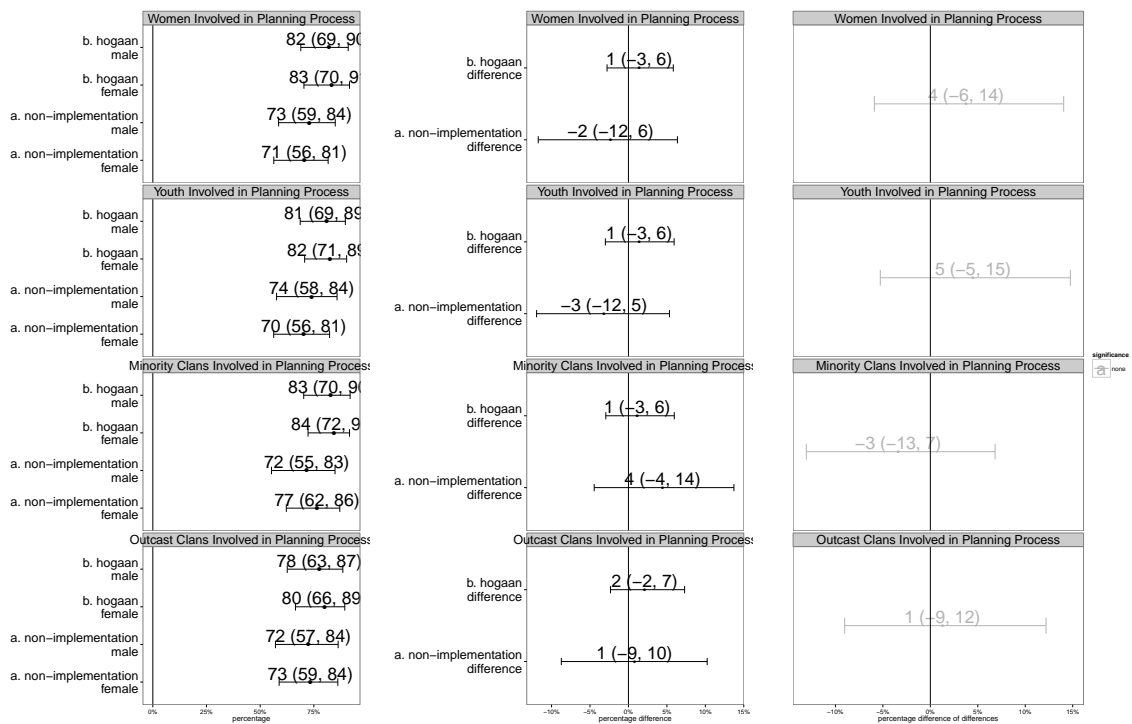 Women Involved in Planning Process
b. hogaan
male
82 (69, 90
b. hogaan
female
83 (70, 9
a. non−implementation
male
73 (59, 84)
a. non−implementation
female
71 (56, 81)
Youth Involved in Planning Process
b. hogaan
male
81 (69, 89
b. hogaan
female
82 (71, 89
a. non−implementation
male
74 (58, 84)
a. non−implementation
female
70 (56, 81)
Minority Clans Involved in Planning Process
b. hogaan
male
83 (70, 90
b. hogaan
female
84 (72, 9
a. non−implementation
male
72 (55, 83)
a. non−implementation
female
77 (62, 86)
Outcast Clans Involved in Planning Process
b. hogaan
male
78 (63, 87)
b. hogaan
female
80 (66, 89
a. non−implementation
male
72 (57, 84)
a. non−implementation
female
73 (59, 84)
0% 25% 50% 75%
percentage
Women Involved in Planning Process
b. hogaan
difference
1 (−3, 6)
a. non−implementation
difference
−2 (−12, 6)
Youth Involved in Planning Process
b. hogaan
difference
1 (−3, 6)
a. non−implementation
difference
−3 (−12, 5)
Minority Clans Involved in Planning Process
b. hogaan
difference
1 (−3, 6)
a. non−implementation
difference
4 (−4, 14)
Outcast Clans Involved in Planning Process
b. hogaan
difference
2 (−2, 7)
a. non−implementation
difference
1 (−9, 10)
−10% −5% 0% 5% 10% 15%
percentage difference
Women Involved in Planning Process
4 (−6, 14)
Youth Involved in Planning Process
5 (−5, 15)
Minority Clans Involved in Planning Process
−3 (−13, 7)
Outcast Clans Involved in Planning Process
1 (−9, 12)
−10% −5% 0% 5% 10% 15%
percentage difference of differences
significance
a none